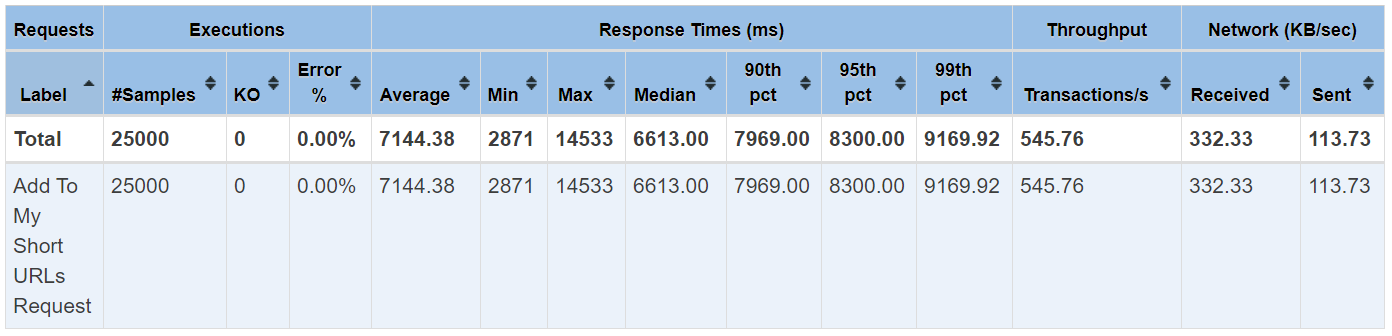 Requests Executions Response Times (ms) Throughput Network (KB/sec)
Label #Samples KO Error % Average Min Max Median 90th pct 95th pct 99th pct Transactions/s Received Sent
Total 25000 0 0.00% 7144.38 2871 14533 6613.00 7969.00 8300.00 9169.92 545.76 332.33 113.73
Add To 25000 0 0.00% 7144.38 2871 14533 6613.00 7969.00 8300.00 9169.92 545.76 332.33 113.73
My
Short
URLs
Request